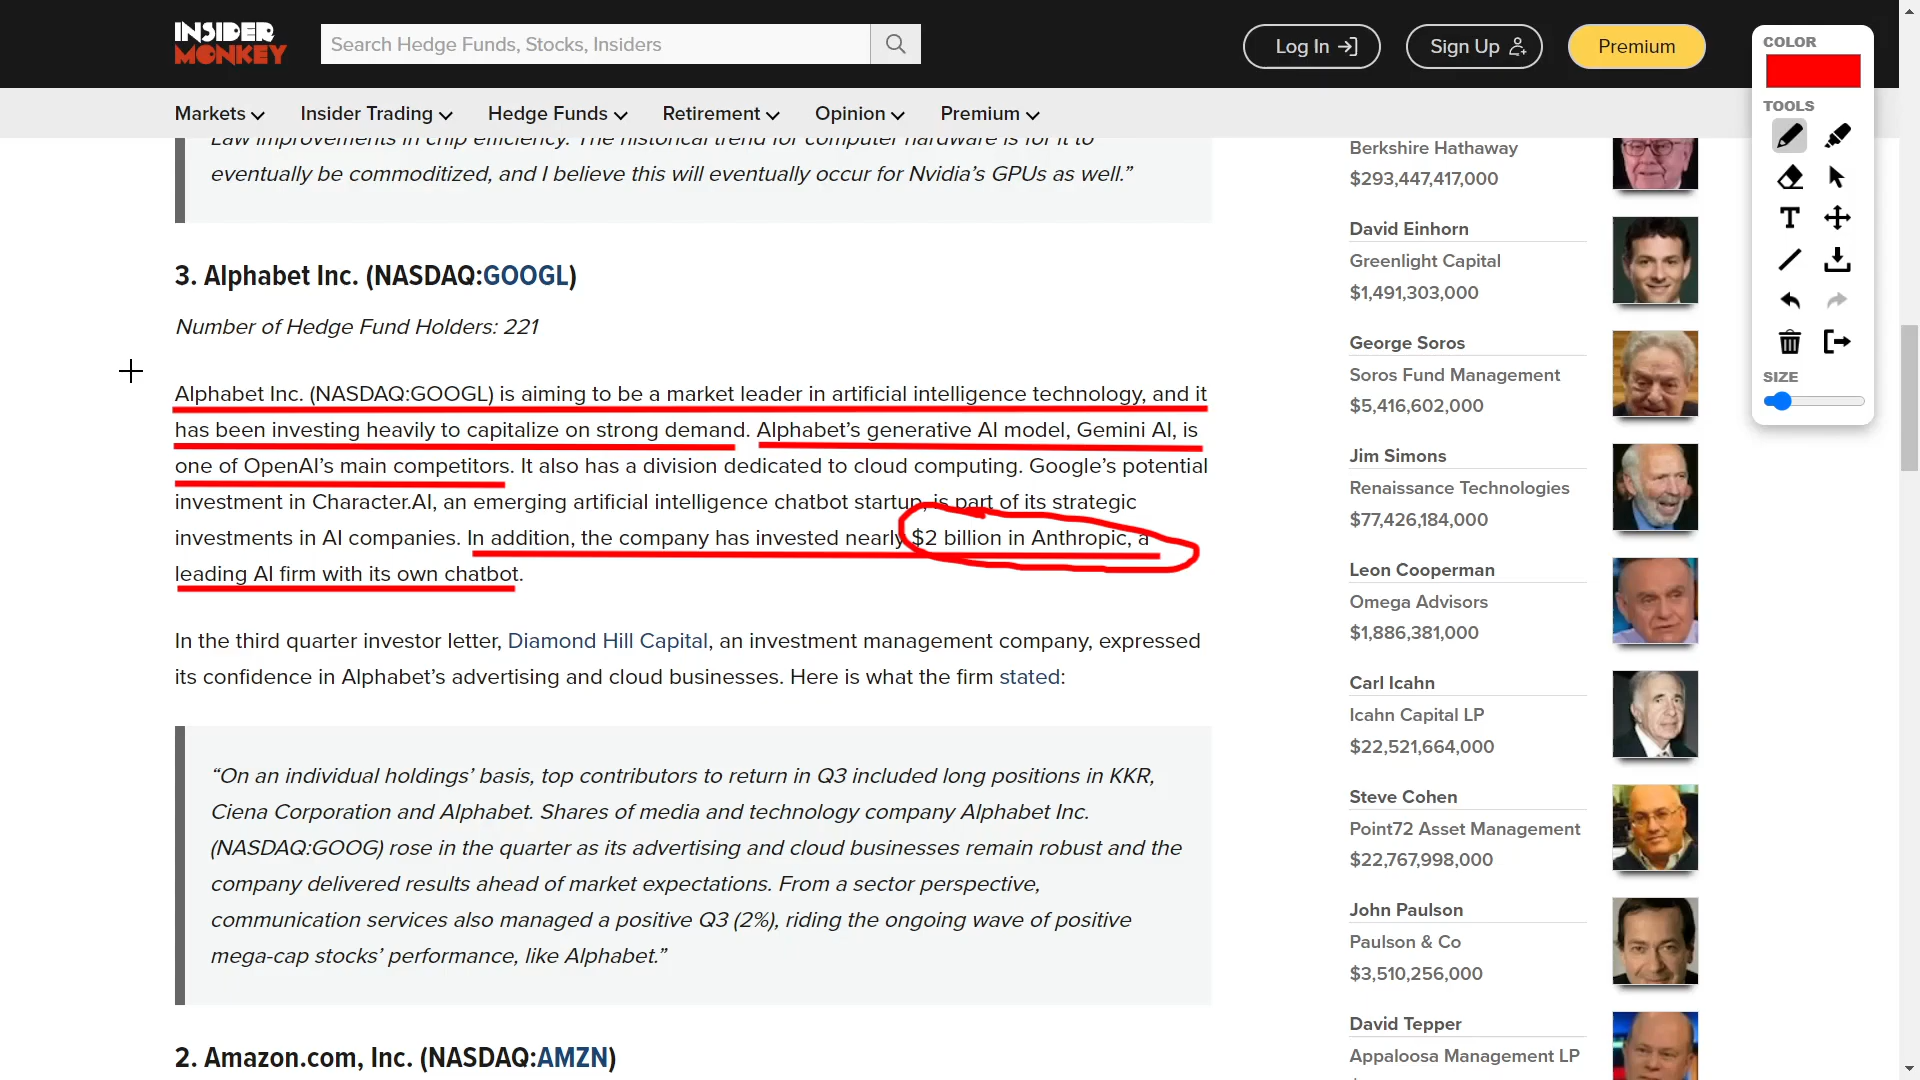 INSIDER
MONKEY
Search Hedge Funds, Stocks, Insiders
Log In
Sign Up
Premium
Markets
Insider Trading
Hedge Funds
Retirement
Opinion
Premium
Law improvements in chip efficiency. The historical trend for computer hardware is for it to
eventually be commoditized, and I believe this will eventually occur for Nvidia’s GPUs as well.”
3. Alphabet Inc. (NASDAQ:GOOGL)
Number of Hedge Fund Holders: 221
Alphabet Inc. (NASDAQ:GOOGL) is aiming to be a market leader in artificial intelligence technology, and it
has been investing heavily to capitalize on strong demand. Alphabet’s generative AI model, Gemini AI, is
one of OpenAI’s main competitors. It also has a division dedicated to cloud computing. Google’s potential
investment in Character.AI, an emerging artificial intelligence chatbot startup, is part of its strategic
investments in AI companies. In addition, the company has invested nearly $2 billion in Anthropic, a
leading AI firm with its own chatbot.
In the third quarter investor letter, Diamond Hill Capital, an investment management company, expressed
its confidence in Alphabet’s advertising and cloud businesses. Here is what the firm stated:
“On an individual holdings’ basis, top contributors to return in Q3 included long positions in KKR,
Ciena Corporation and Alphabet. Shares of media and technology company Alphabet Inc.
(NASDAQ:GOOG) rose in the quarter as its advertising and cloud businesses remain robust and the
company delivered results ahead of market expectations. From a sector perspective,
communication services also managed a positive Q3 (2%), riding the ongoing wave of positive
mega-cap stocks’ performance, like Alphabet.”
2. Amazon.com, Inc. (NASDAQ:AMZN)
Berkshire Hathaway
$293,447,417,000
David Einhorn
Greenlight Capital
$1,491,303,000
George Soros
Soros Fund Management
$5,416,602,000
Jim Simons
Renaissance Technologies
$77,426,184,000
Leon Cooperman
Omega Advisors
$1,886,381,000
Carl Icahn
Icahn Capital LP
$22,521,664,000
Steve Cohen
Point72 Asset Management
$22,767,998,000
John Paulson
Paulson & Co
$3,510,256,000
David Tepper
Appaloosa Management LP
COLOR
TOOLS
T
SIZE